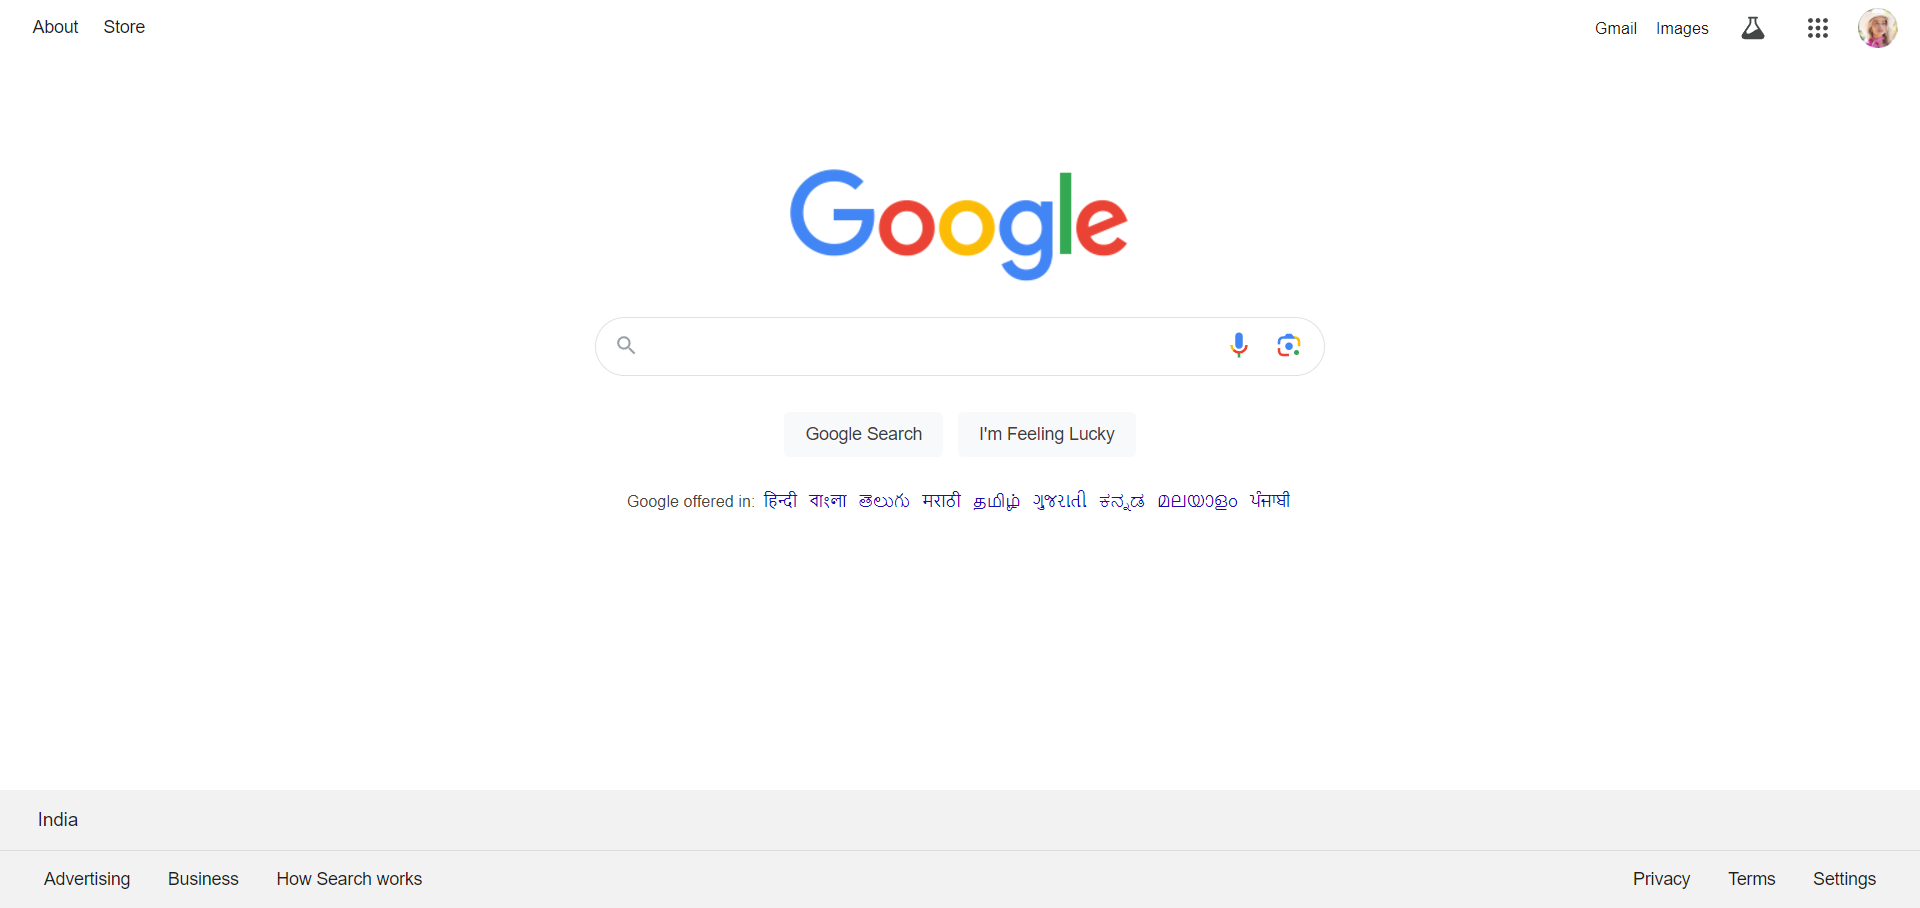 About Store
Gmail Images
Google
Google Search I'm Feeling Lucky
Google offered in: हिन्दी বাংলা తెలుగు मराठी தமிழ் ગુજરાતી ಕನ್ನಡ മലയാളം ਪੰਜਾਬੀ
India
Advertising Business How Search works
Privacy Terms Settings